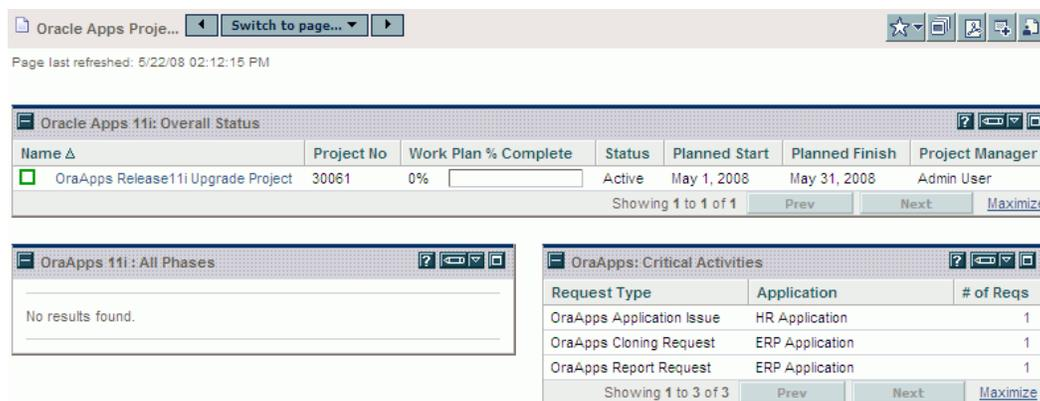 Oracle Apps Proje... Switch to page...
Page last refreshed: 5/22/08 02:12:15 PM
Oracle Apps 11i: Overall Status ?
Name Project No Work Plan % Complete Status Planned Start Planned Finish Project Manager
OraApps Release11i Upgrade Project 30061 0% Active May 1, 2008 May 31, 2008 Admin User
Showing 1 to 1 of 1 Prev Next Maximize
OraApps 11i : All Phases ?
No results found.
OraApps: Critical Activities ?
Request Type Application # of Reqs
OraApps Application Issue HR Application 1
OraApps Cloning Request ERP Application 1
OraApps Report Request ERP Application 1
Showing 1 to 3 of 3 Prev Next Maximize